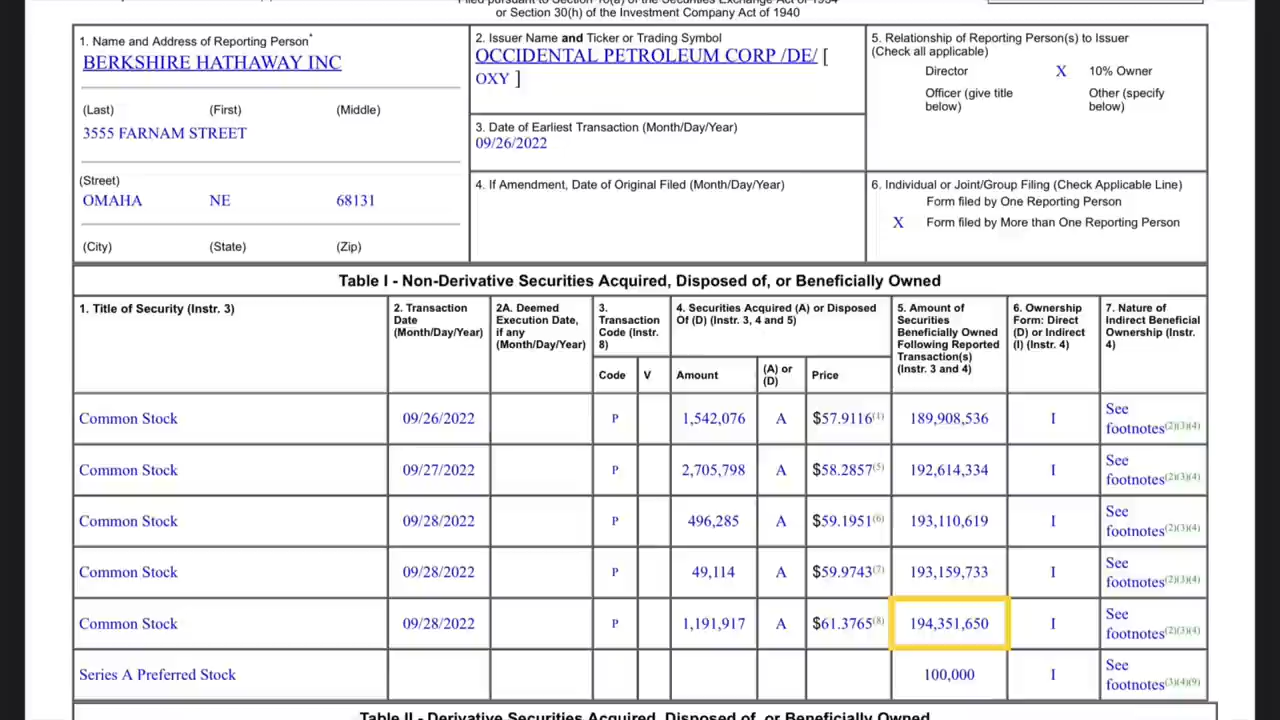 Filed pursuant to Section 16(a) of the Securities Exchange Act of 1934
or Section 30(h) of the Investment Company Act of 1940
1. Name and Address of Reporting Person*
BERKSHIRE HATHAWAY INC
(Last) (First) (Middle)
3555 FARNAM STREET
(Street)
OMAHA NE 68131
(City) (State) (Zip)
2. Issuer Name and Ticker or Trading Symbol
OCCIDENTAL PETROLEUM CORP /DE/ [
OXY ]
3. Date of Earliest Transaction (Month/Day/Year)
09/26/2022
4. If Amendment, Date of Original Filed (Month/Day/Year)
5. Relationship of Reporting Person(s) to Issuer
(Check all applicable)
Director X 10% Owner
Officer (give title Other (specify
below) below)
6. Individual or Joint/Group Filing (Check Applicable Line)
Form filed by One Reporting Person
X Form filed by More than One Reporting Person
Table I - Non-Derivative Securities Acquired, Disposed of, or Beneficially Owned
1. Title of Security (Instr. 3)
2. Transaction
Date
(Month/Day/Year)
2A. Deemed
Execution Date,
if any
(Month/Day/Year)
3.
Transaction
Code (Instr.
8)
4. Securities Acquired (A) or Disposed
Of (D) (Instr. 3, 4 and 5)
5. Amount of
Securities
Beneficially Owned
Following Reported
Transaction(s)
(Instr. 3 and 4)
6. Ownership
Form: Direct
(D) or Indirect
(I) (Instr. 4)
7. Nature of
Indirect Beneficial
Ownership (Instr.
4)
Code V Amount (A) or
(D) Price
Common Stock 09/26/2022 P 1,542,076 A $57.9116(1) 189,908,536 I See
footnotes(2)(3)(4)
Common Stock 09/27/2022 P 2,705,798 A $58.2857(5) 192,614,334 I See
footnotes(2)(3)(4)
Common Stock 09/28/2022 P 496,285 A $59.1951(6) 193,110,619 I See
footnotes(2)(3)(4)
Common Stock 09/28/2022 P 49,114 A $59.9743(7) 193,159,733 I See
footnotes(2)(3)(4)
Common Stock 09/28/2022 P 1,191,917 A $61.3765(8) 194,351,650 I See
footnotes(2)(3)(4)
Series A Preferred Stock 100,000 I See
footnotes(3)(4)(9)
Table II - Derivative Securities Acquired, Disposed of, or Beneficially Owned